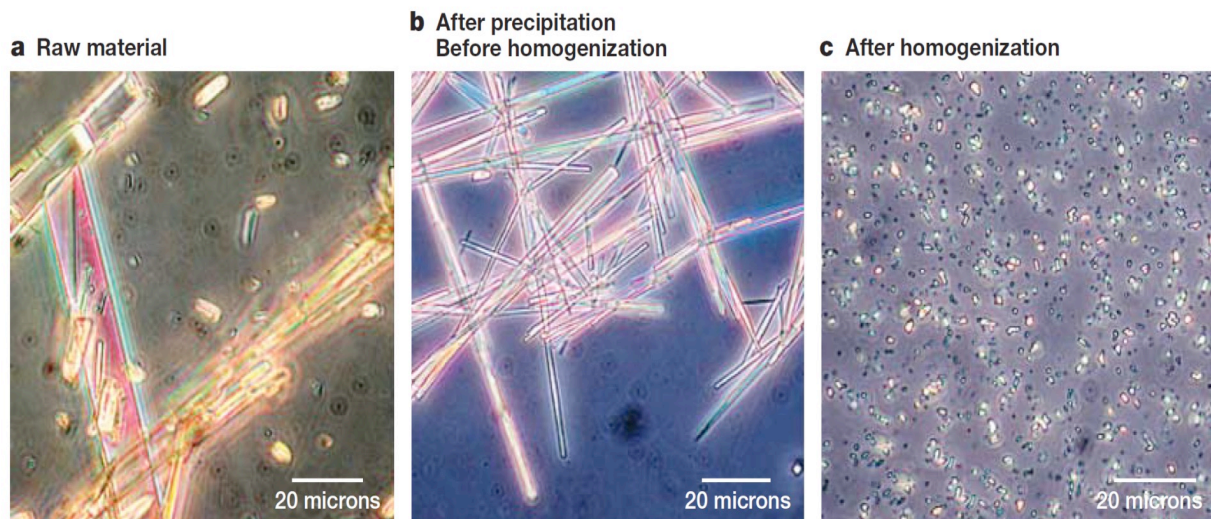 a Raw material
b After precipitation
Before homogenization
c After homogenization
20 microns
20 microns
20 microns